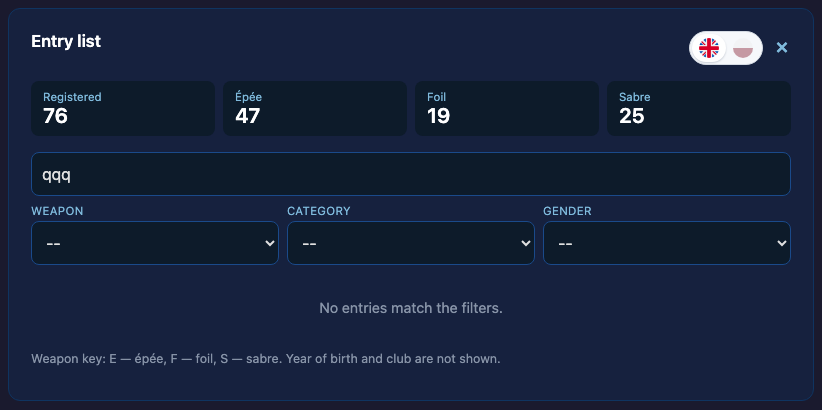 Entry list
×
Registered Épée Foil Sabre
76 47 19 25
qqq
WEAPON CATEGORY GENDER
-- -- --
No entries match the filters.
Weapon key: E — épée, F — foil, S — sabre. Year of birth and club are not shown.